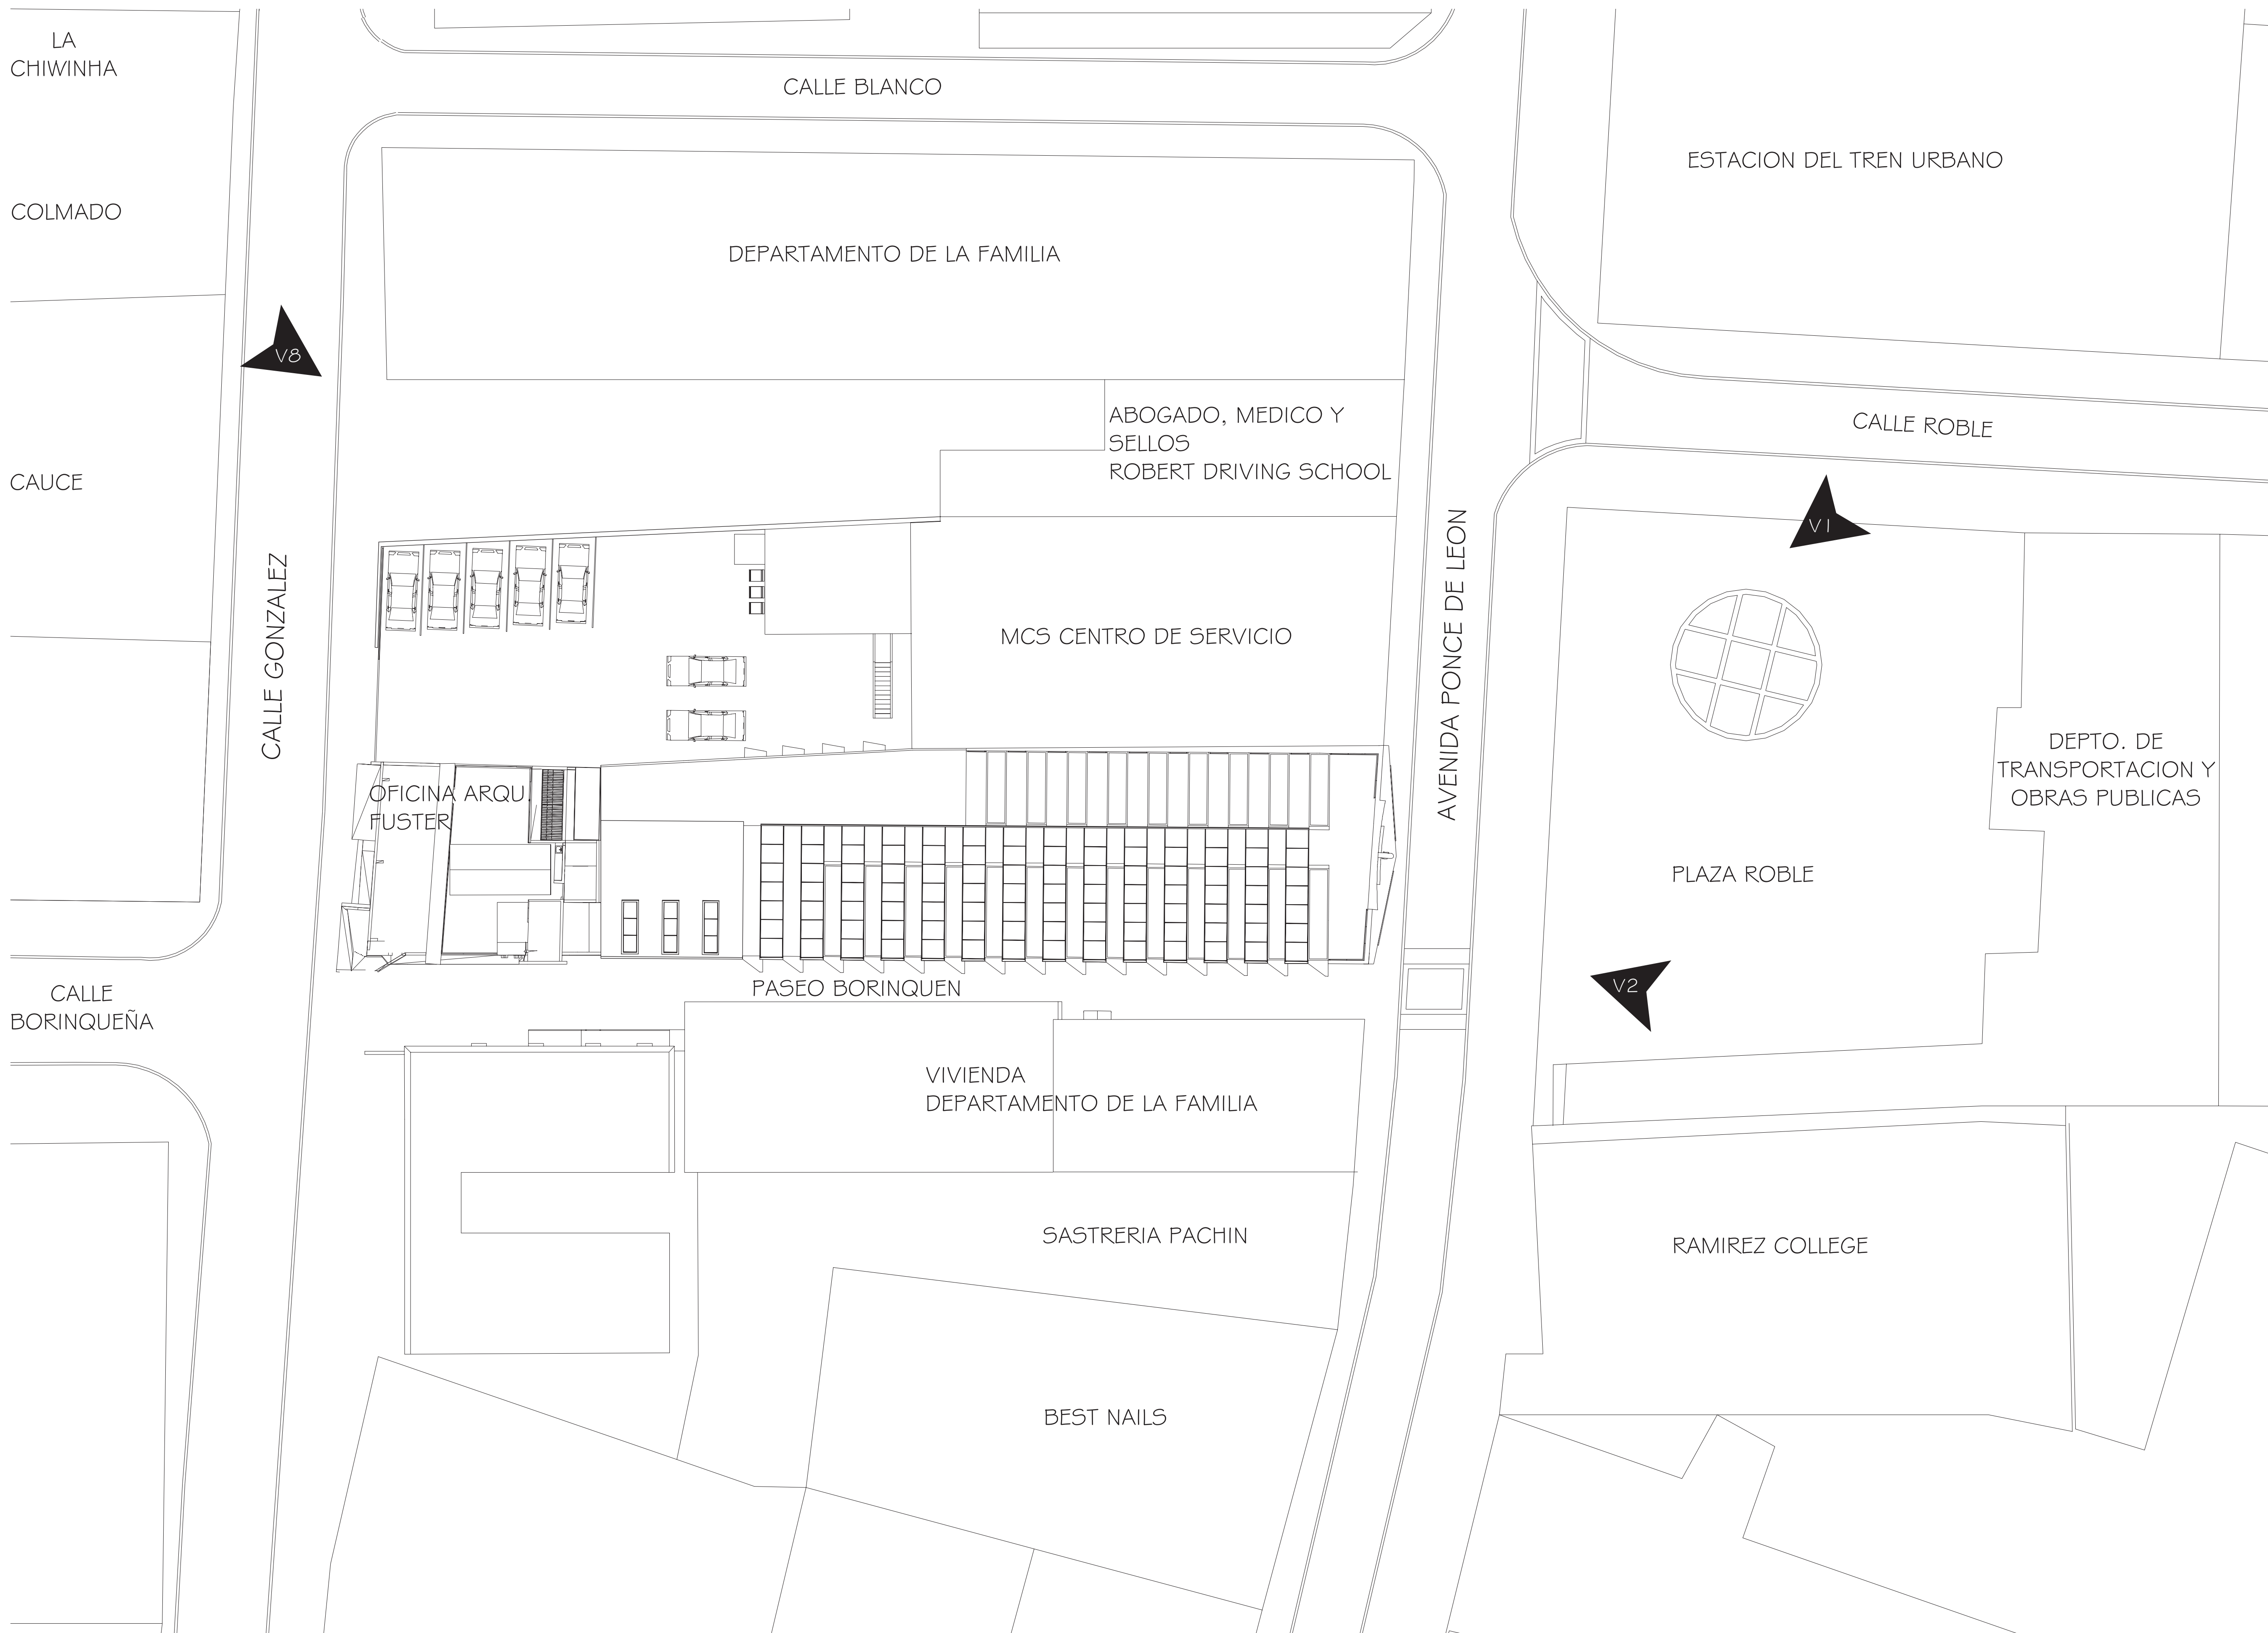 LA
CHIWINHA
CALLE BLANCO
ESTACION DEL TREN URBANO
COLMADO
DEPARTAMENTO DE LA FAMILIA
V8
ABOGADO, MEDICO Y
SELLOS
ROBERT DRIVING SCHOOL
CALLE ROBLE
CAUCE
V1
CALLE GONZALEZ
AVENIDA PONCE DE LEON
MCS CENTRO DE SERVICIO
DEPTO. DE
TRANSPORTACION Y
OBRAS PUBLICAS
OFICINA ARQU
FUSTER
PLAZA ROBLE
V2
PASEO BORINQUEN
CALLE
BORINQUEÑA
VIVIENDA
DEPARTAMENTO DE LA FAMILIA
SASTRERIA PACHIN
RAMIREZ COLLEGE
BEST NAILS